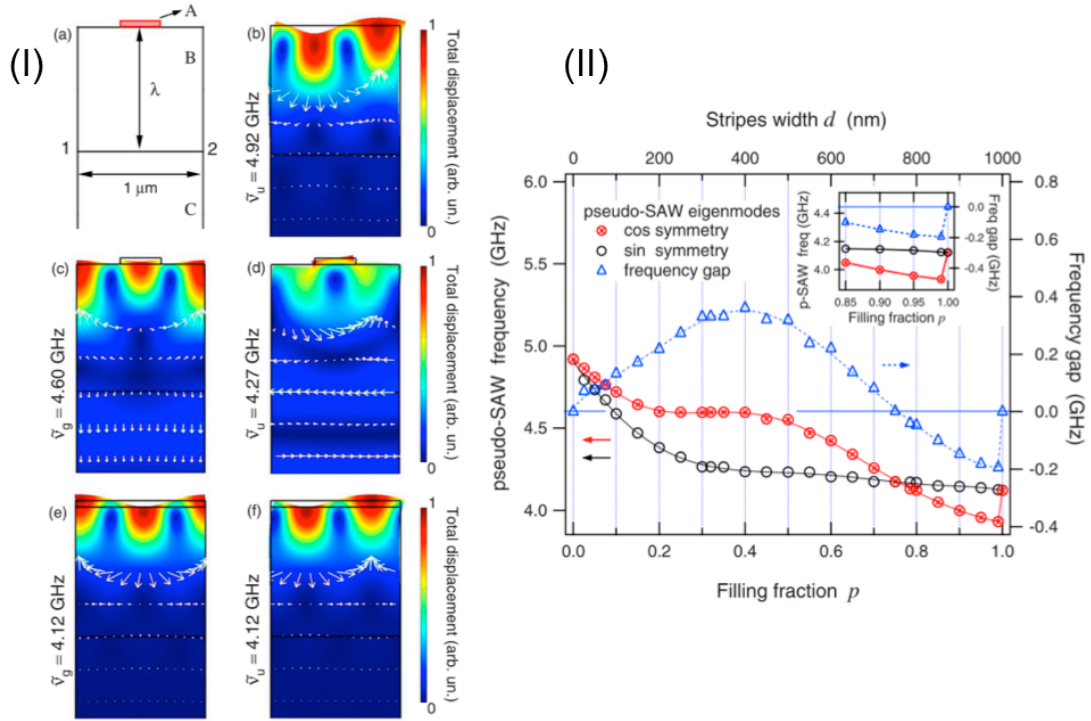 (I)
(a)
A
B
λ
1
2
1 μm
C
(b)
ṽu = 4.92 GHz
1
Total displacement (arb. un.)
0
(c)
ṽg = 4.60 GHz
(d)
ṽu = 4.27 GHz
1
Total displacement (arb. un.)
0
(e)
ṽg = 4.12 GHz
(f)
ṽu = 4.12 GHz
1
Total displacement (arb. un.)
0
(II)
Stripes width d (nm)
0 200 400 600 800 1000
6.0
5.5
5.0
4.5
4.0
pseudo-SAW frequency (GHz)
pseudo-SAW eigenmodes
cos symmetry
sin symmetry
frequency gap
4.4
4.2
4.0
p-SAW freq (GHz)
0.0
-0.2
-0.4
Freq gap (GHz)
0.85 0.90 0.95 1.00
Filling fraction p
0.8
0.6
0.4
0.2
0.0
-0.2
-0.4
Frequency gap (GHz)
0.0 0.2 0.4 0.6 0.8 1.0
Filling fraction p